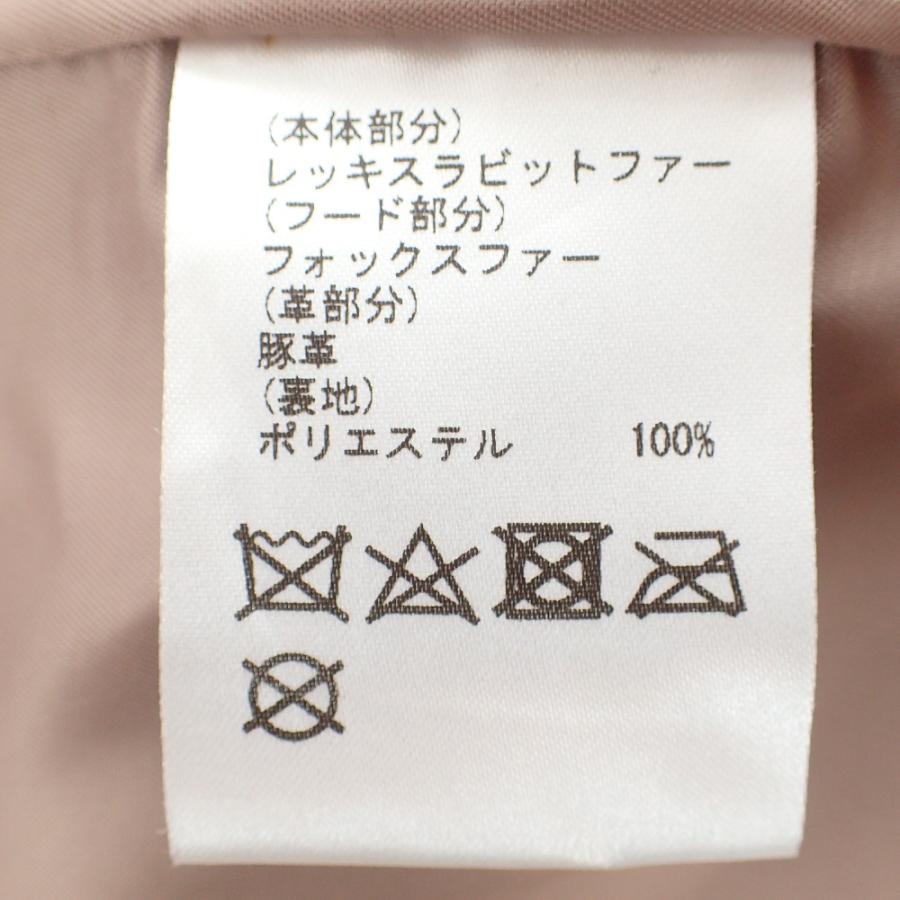 (本体部分)
レッキスラビットファー
(フード部分)
フォックスファー
(革部分)
豚革
(裏地)
ポリエステル 100%